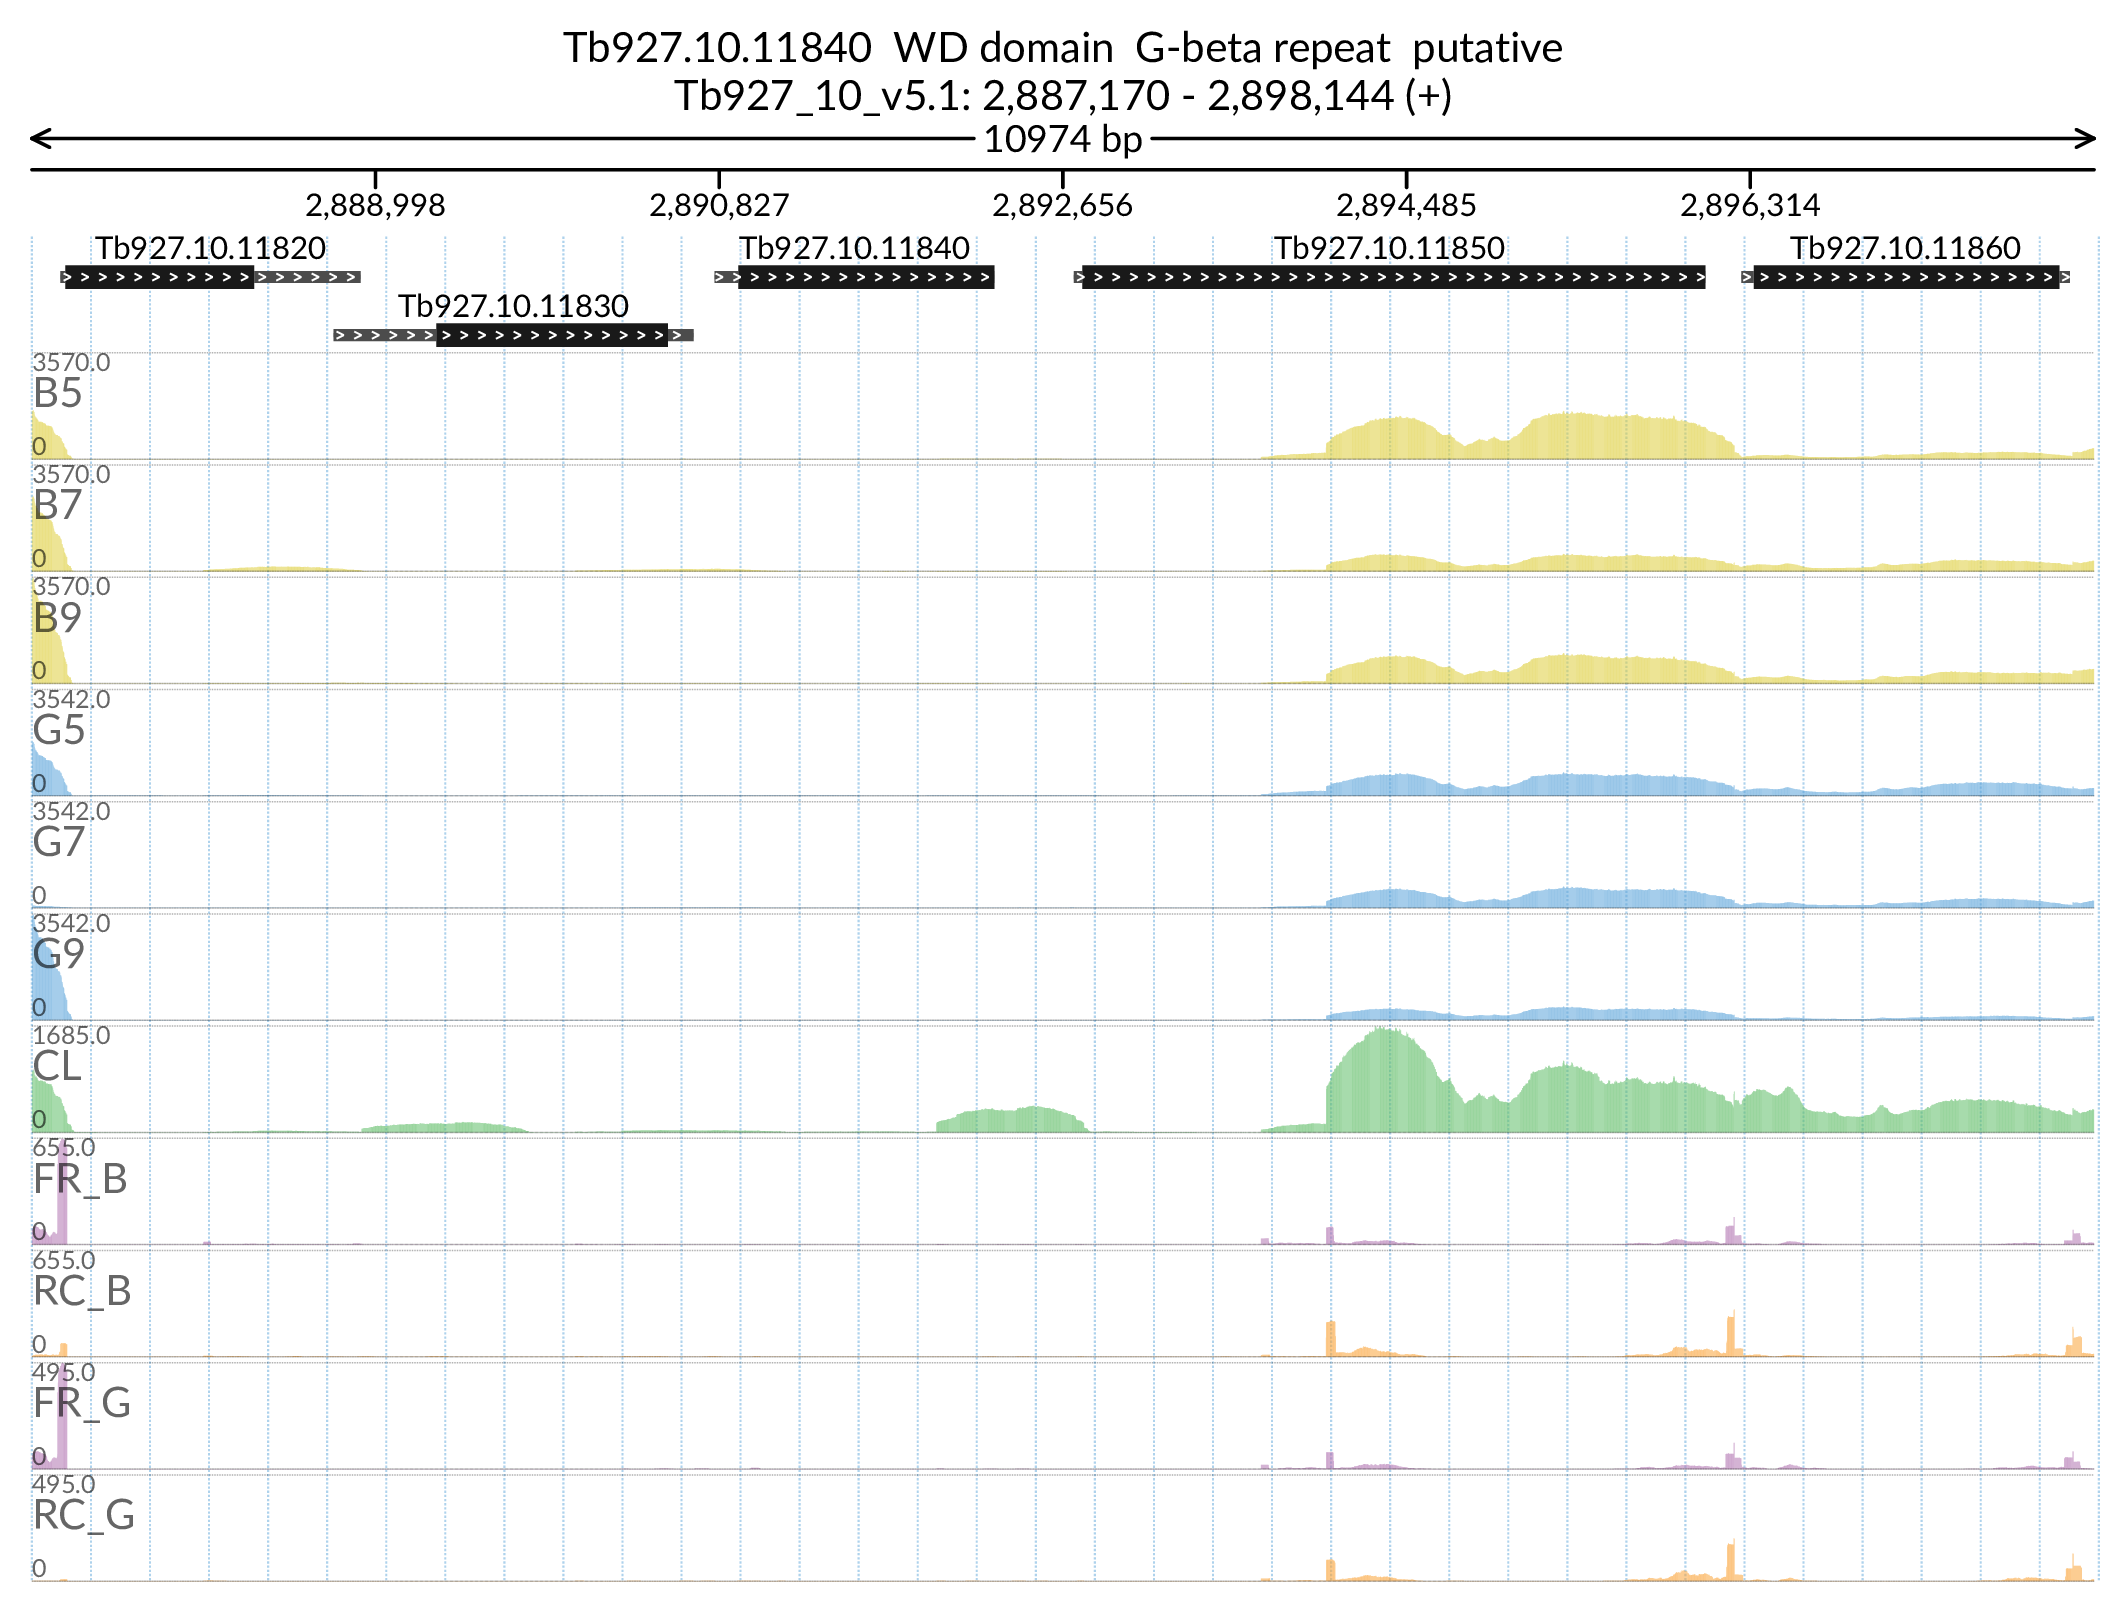 Tb927.10.11840 WD domain G-beta repeat putative
Tb927_10_v5.1: 2,887,170 - 2,898,144 (+)
10974 bp
2,888,998 2,890,827 2,892,656 2,894,485 2,896,314
Tb927.10.11820 Tb927.10.11840 Tb927.10.11850 Tb927.10.11860
Tb927.10.11830
3570.0
B5
0
3570.0
B7
0
3570.0
B9
0
3542.0
G5
0
3542.0
G7
0
3542.0
G9
0
1685.0
CL
0
655.0
FR_B
0
655.0
RC_B
0
495.0
FR_G
0
495.0
RC_G
0